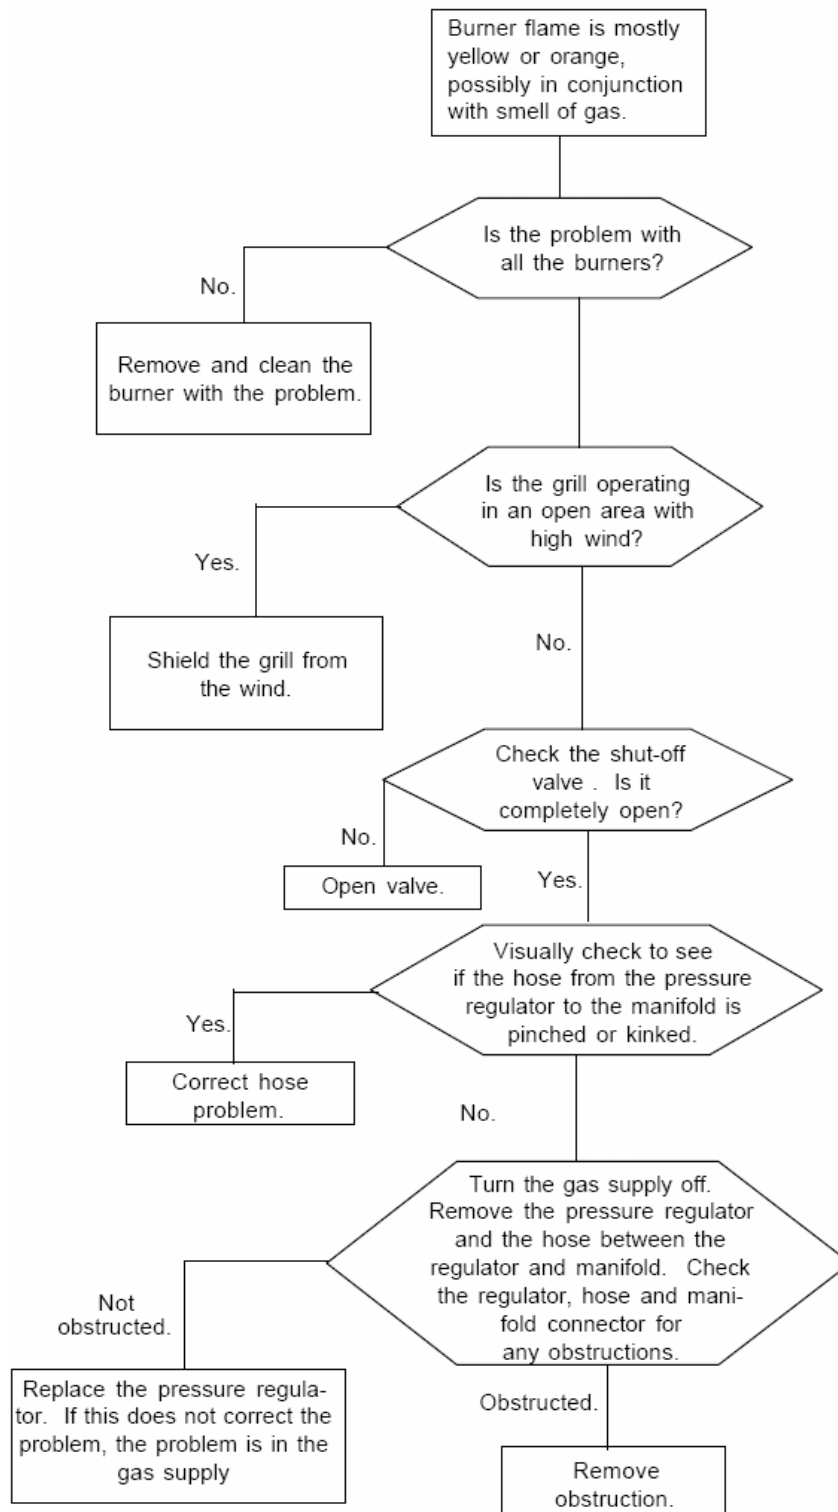 Burner flame is mostly
yellow or orange,
possibly in conjunction
with smell of gas.
Is the problem with
all the burners?
No.
Remove and clean the
burner with the problem.
Is the grill operating
in an open area with
high wind?
Yes.
Shield the grill from
the wind.
No.
Check the shut-off
valve . Is it
completely open?
No.
Open valve.
Yes.
Visually check to see
if the hose from the pressure
regulator to the manifold is
pinched or kinked.
Yes.
Correct hose
problem.
No.
Turn the gas supply off.
Remove the pressure regulator
and the hose between the
regulator and manifold. Check
the regulator, hose and mani-
fold connector for
any obstructions.
Not
obstructed.
Replace the pressure regula-
tor. If this does not correct the
problem, the problem is in the
gas supply
Obstructed.
Remove
obstruction.